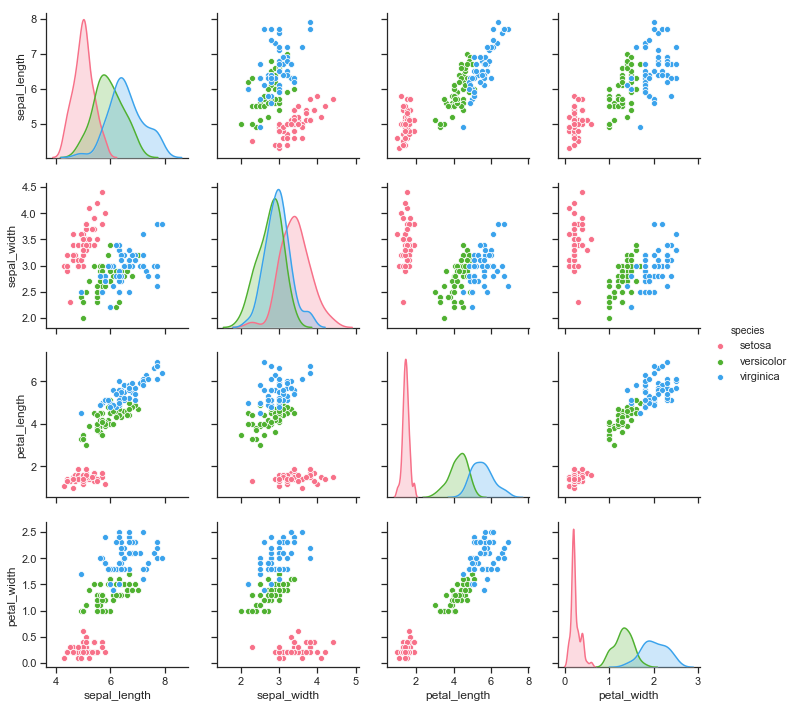 sepal_length
8
7
6
5
sepal_width
4.5
4.0
3.5
3.0
2.5
2.0
species
setosa
versicolor
virginica
petal_length
6
4
2
petal_width
2.5
2.0
1.5
1.0
0.5
0.0
4 6 8
2 3 4 5
2 4 6 8
0 1 2 3
sepal_length
sepal_width
petal_length
petal_width